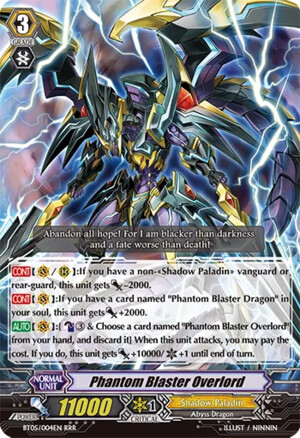 3
GRADE
Abandon all hope! For I am blacker than darkness
and a fate worse than death!
CONT [ ]:If you have a non-«Shadow Paladin» vanguard or
rear-guard, this unit gets -2000.
CONT [ ]:If you have a card named "Phantom Blaster Dragon" in
your soul, this unit gets +1000.
AUTO [ ]:[ 3 & Choose a card named "Phantom Blaster Overlord"
from your hand, and discard it] When this unit attacks, you may pay the
cost. If you do, this unit gets +10000/ +1 until end of turn.
NORMAL
UNIT
Phantom Blaster Overlord
POWER
11000
1
CRITICAL
Shadow Paladin
Abyss Dragon
BT05/004EN RRR
ILLUST / NINNIN